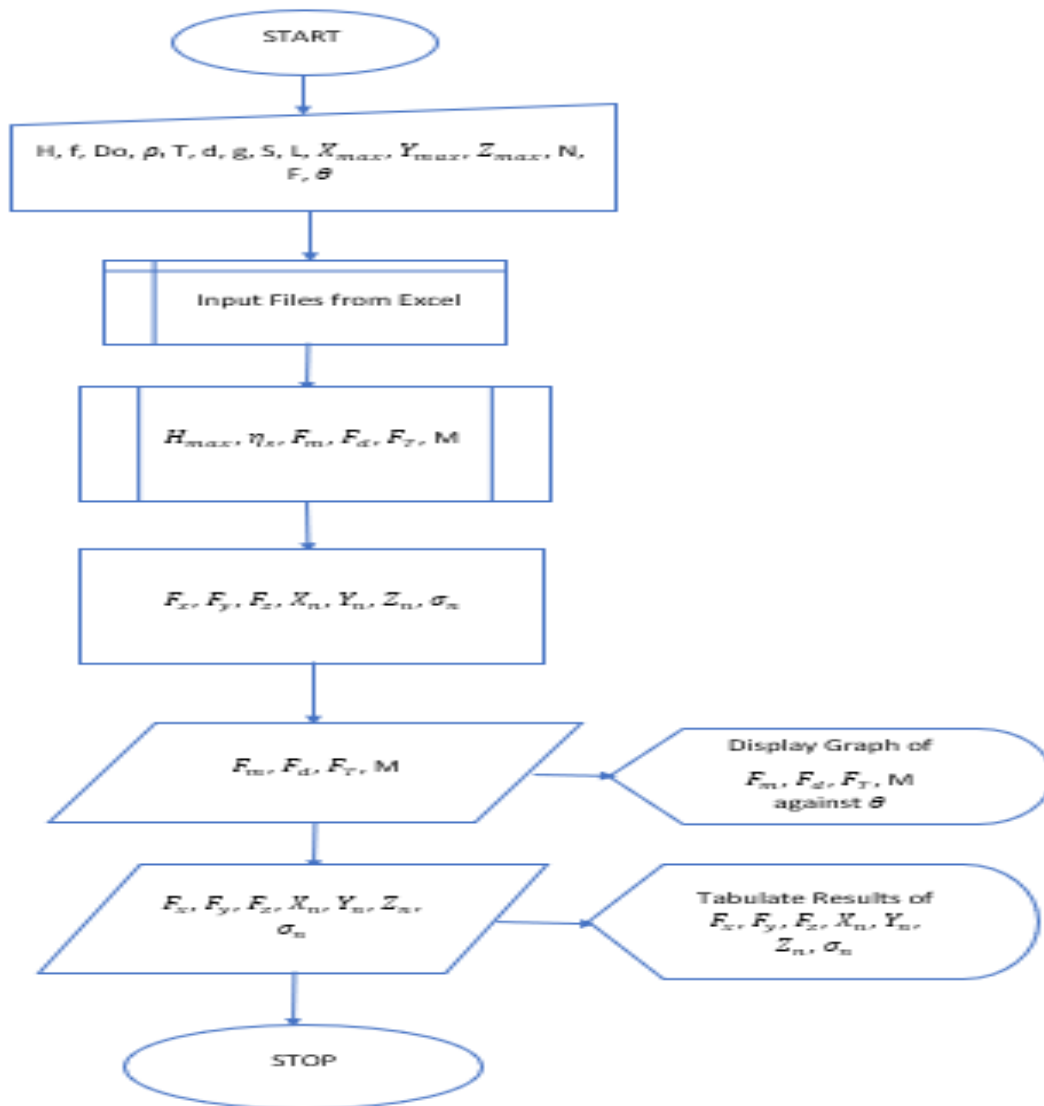 START
H, f, Do, ρ, T, d, g, S, L, X_max, Y_max, Z_max, N,
F, θ
Input Files from Excel
H_max, η_s, F_m, F_d, F_T, M
F_x, F_y, F_z, X_n, Y_n, Z_n, σ_n
F_m, F_d, F_T, M
Display Graph of
F_m, F_d, F_T, M
against θ
F_x, F_y, F_z, X_n, Y_n, Z_n,
σ_n
Tabulate Results of
F_x, F_y, F_z, X_n, Y_n,
Z_n, σ_n
STOP